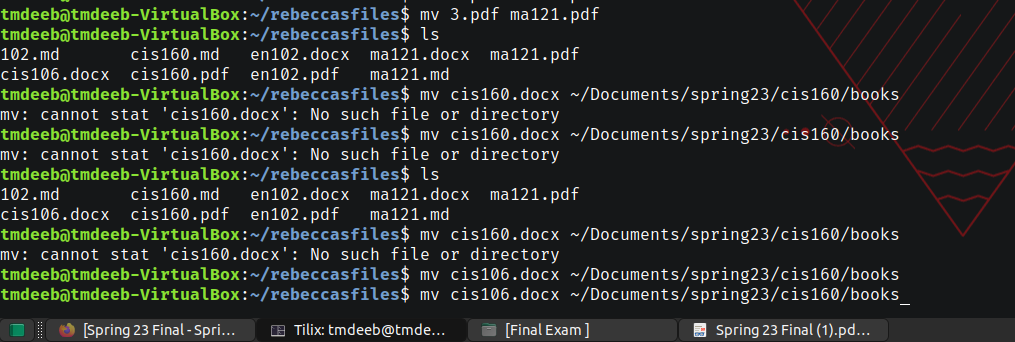 tmdeeb@tmdeeb-VirtualBox:~/rebeccasfiles$ mv 3.pdf ma121.pdf
tmdeeb@tmdeeb-VirtualBox:~/rebeccasfiles$ ls
102.md cis160.md en102.docx ma121.docx ma121.pdf
cis106.docx cis160.pdf en102.pdf ma121.md
tmdeeb@tmdeeb-VirtualBox:~/rebeccasfiles$ mv cis160.docx ~/Documents/spring23/cis160/books
mv: cannot stat 'cis160.docx': No such file or directory
tmdeeb@tmdeeb-VirtualBox:~/rebeccasfiles$ mv cis160.docx ~/Documents/spring23/cis160/books
mv: cannot stat 'cis160.docx': No such file or directory
tmdeeb@tmdeeb-VirtualBox:~/rebeccasfiles$ ls
102.md cis160.md en102.docx ma121.docx ma121.pdf
cis106.docx cis160.pdf en102.pdf ma121.md
tmdeeb@tmdeeb-VirtualBox:~/rebeccasfiles$ mv cis160.docx ~/Documents/spring23/cis160/books
mv: cannot stat 'cis160.docx': No such file or directory
tmdeeb@tmdeeb-VirtualBox:~/rebeccasfiles$ mv cis106.docx ~/Documents/spring23/cis160/books
tmdeeb@tmdeeb-VirtualBox:~/rebeccasfiles$ mv cis106.docx ~/Documents/spring23/cis160/books_
[Spring 23 Final - Spri... Tilix: tmdeeb@tmde... [Final Exam ] Spring 23 Final (1).pd...